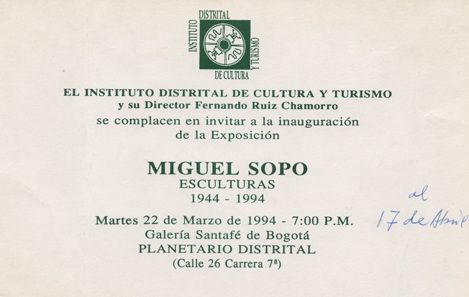 INSTITUTO DISTRITAL DE CULTURA Y TURISMO
EL INSTITUTO DISTRITAL DE CULTURA Y TURISMO
y su Director Fernando Ruiz Chamorro
se complacen en invitar a la inauguración
de la Exposición
MIGUEL SOPO
ESCULTURAS
1944 - 1994
Martes 22 de Marzo de 1994 - 7:00 P.M.
Galería Santafé de Bogotá
PLANETARIO DISTRITAL
(Calle 26 Carrera 7ª)
al
17 de Abril